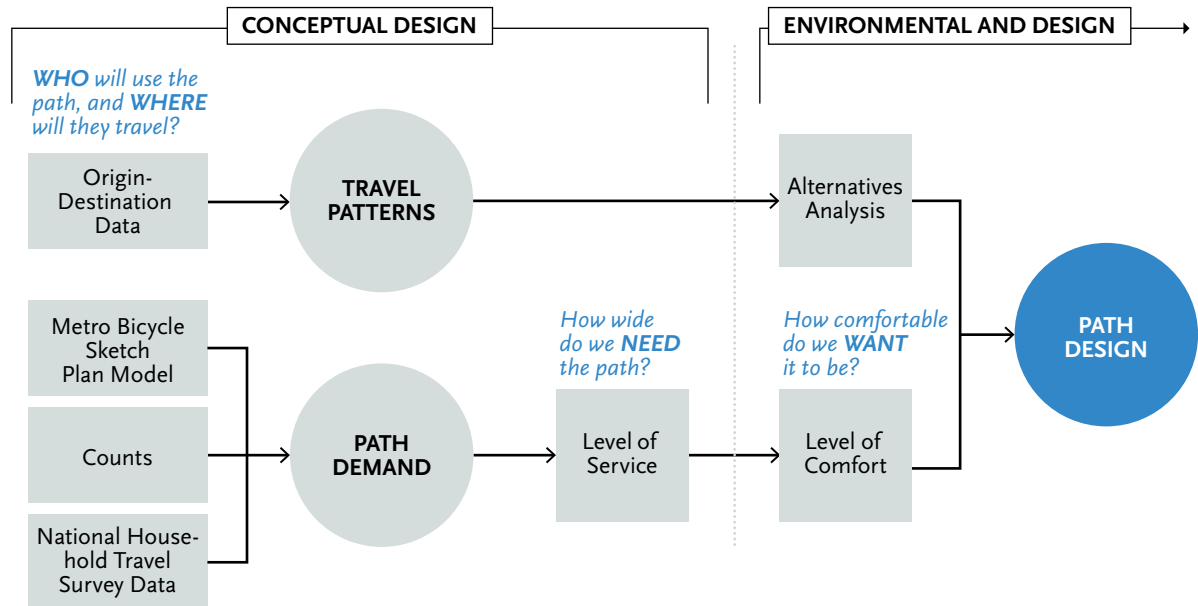 CONCEPTUAL DESIGN
ENVIRONMENTAL AND DESIGN
WHO will use the
path, and WHERE
will they travel?
Origin-
Destination
Data
TRAVEL
PATTERNS
Alternatives
Analysis
Metro Bicycle
Sketch
Plan Model
Counts
National House-
hold Travel
Survey Data
PATH
DEMAND
How wide
do we NEED
the path?
Level of
Service
How comfortable
do we WANT
it to be?
Level of
Comfort
PATH
DESIGN